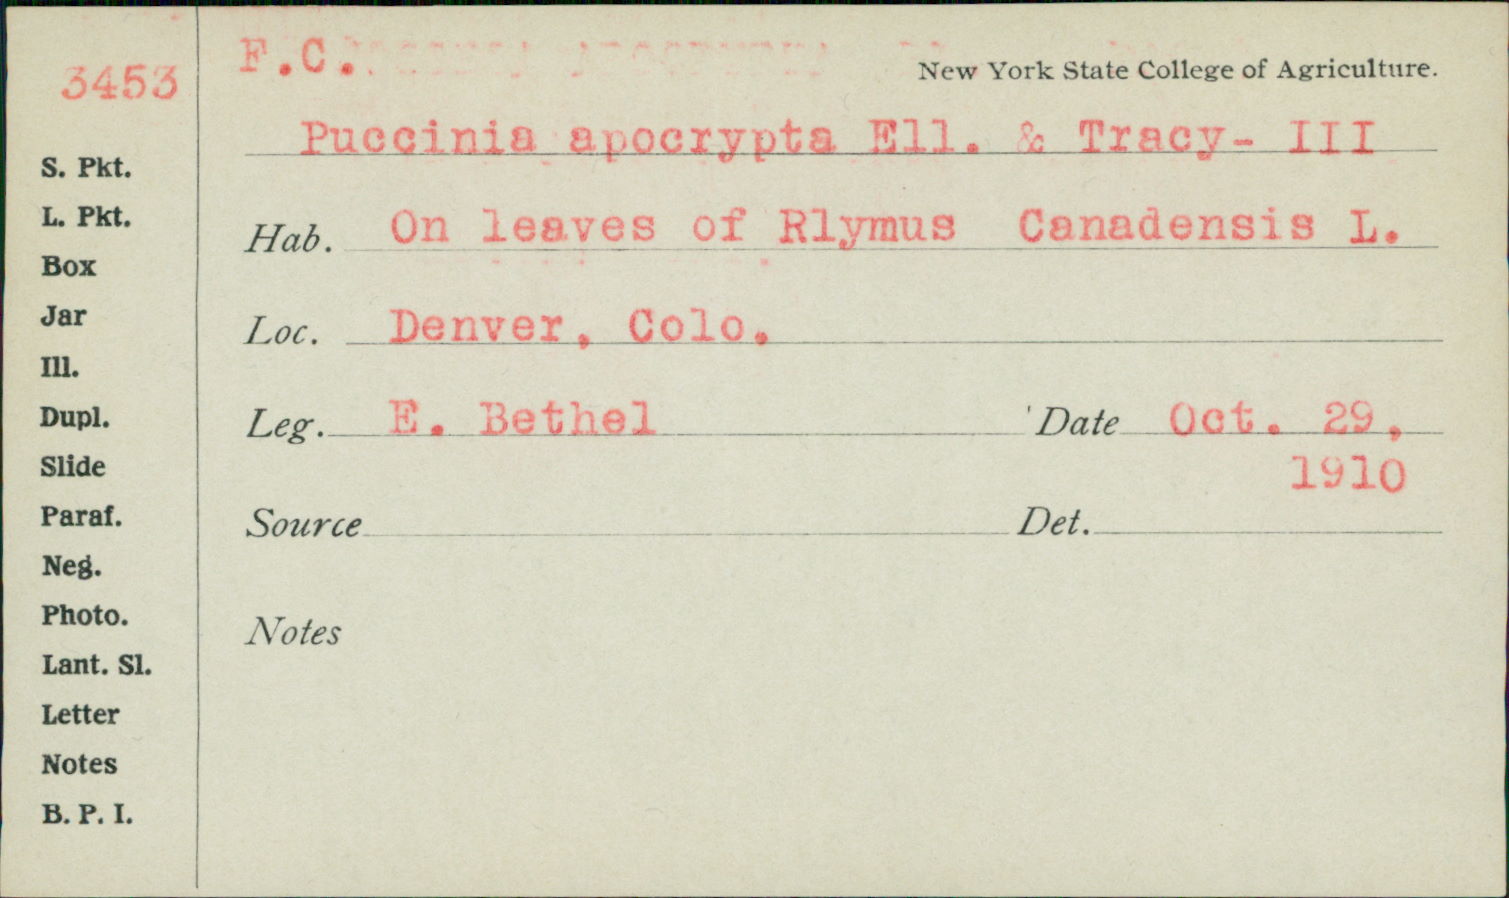 3453
F.C.
New York State College of Agriculture.
Puccinia apocrypta Ell. & Tracy- III
Hab. On leaves of Rlymus Canadensis L.
Loc. Denver, Colo.
Leg. E. Bethel Date Oct. 29,
1910
Source Det.
Notes
S. Pkt.
L. Pkt.
Box
Jar
Ill.
Dupl.
Slide
Paraf.
Neg.
Photo.
Lant. Sl.
Letter
Notes
B. P. I.